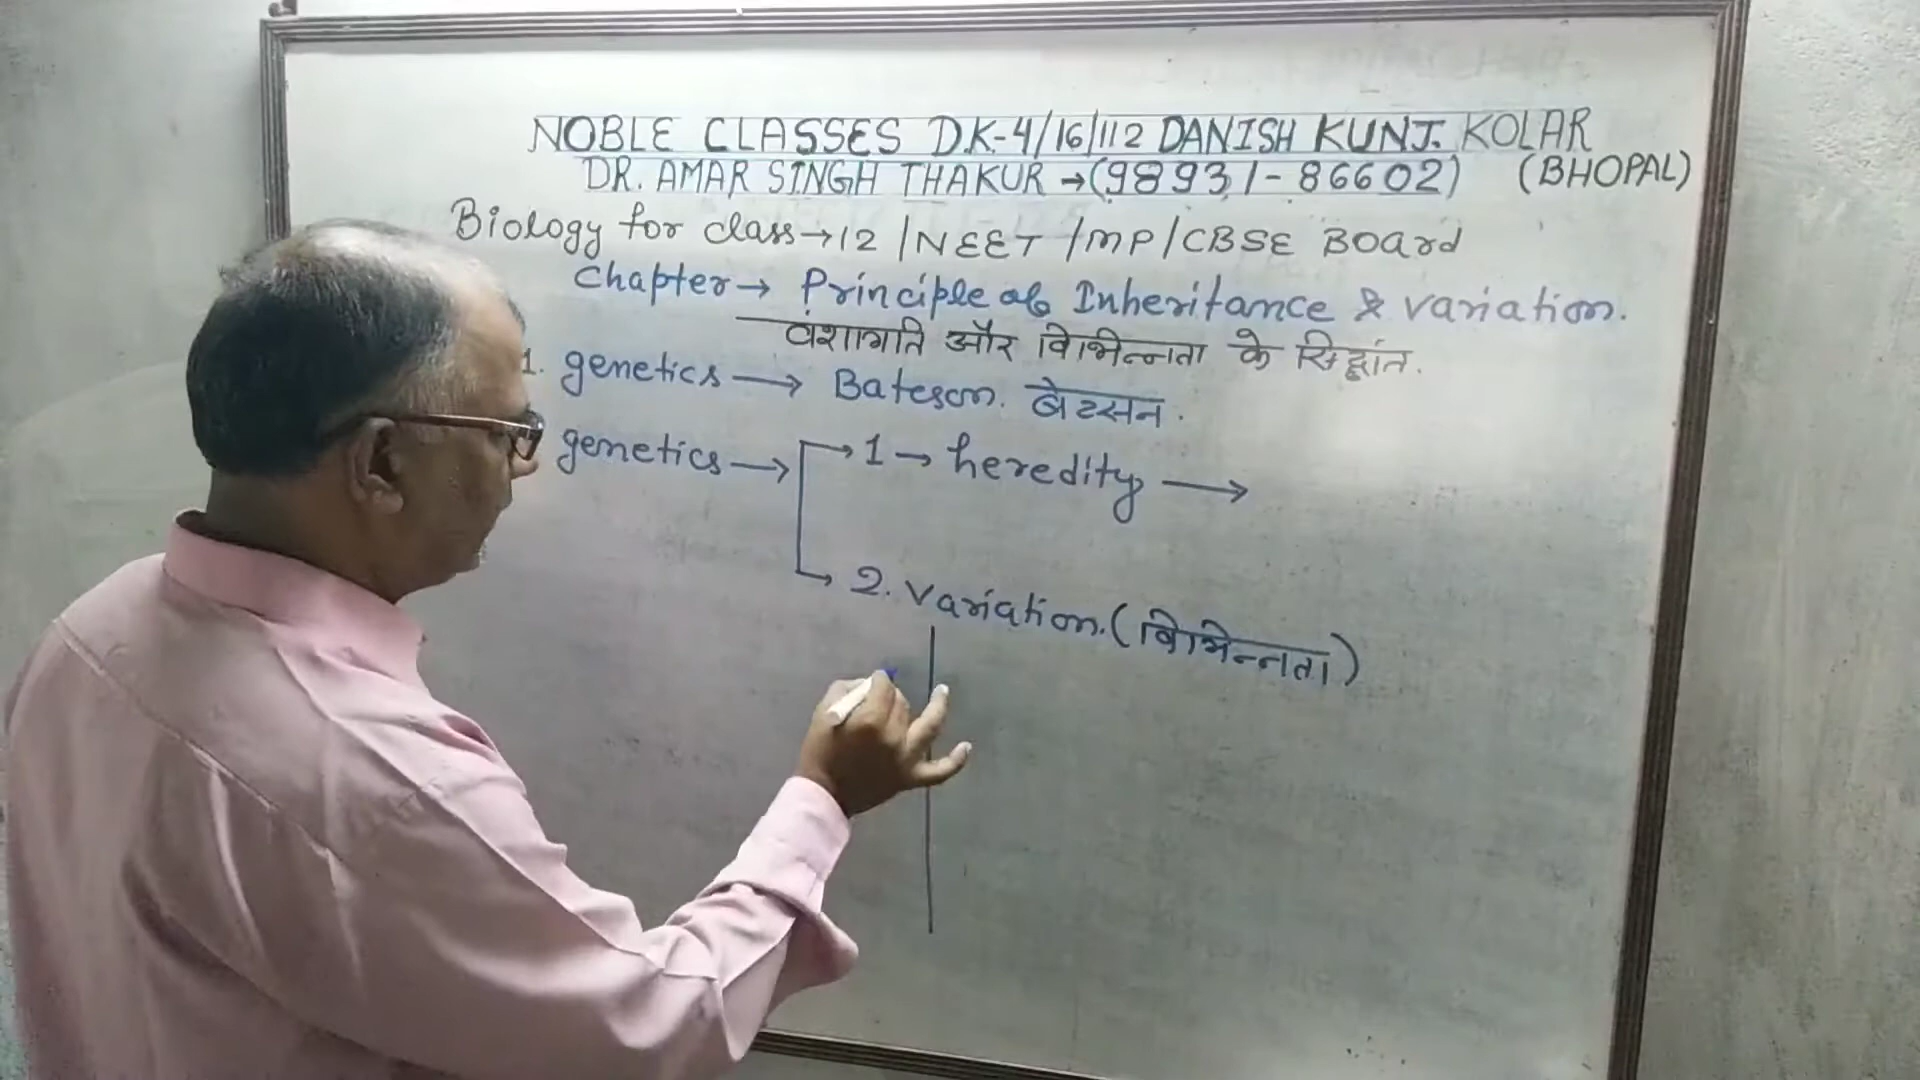 NOBLE CLASSES D.K-4/16/112 DANISH KUNJ. KOLAR
DR. AMAR SINGH THAKUR → (98931-86602) (BHOPAL)
Biology for class → 12 / NEET / MP / CBSE BOARD
Chapter → Principle of Inheritance & variation.
वंशागति और विभिन्नता के सिद्धांत.
1. genetics → Bateson. बेटसन.
genetics → 1 → heredity →
2. variation. (विभिन्नता)